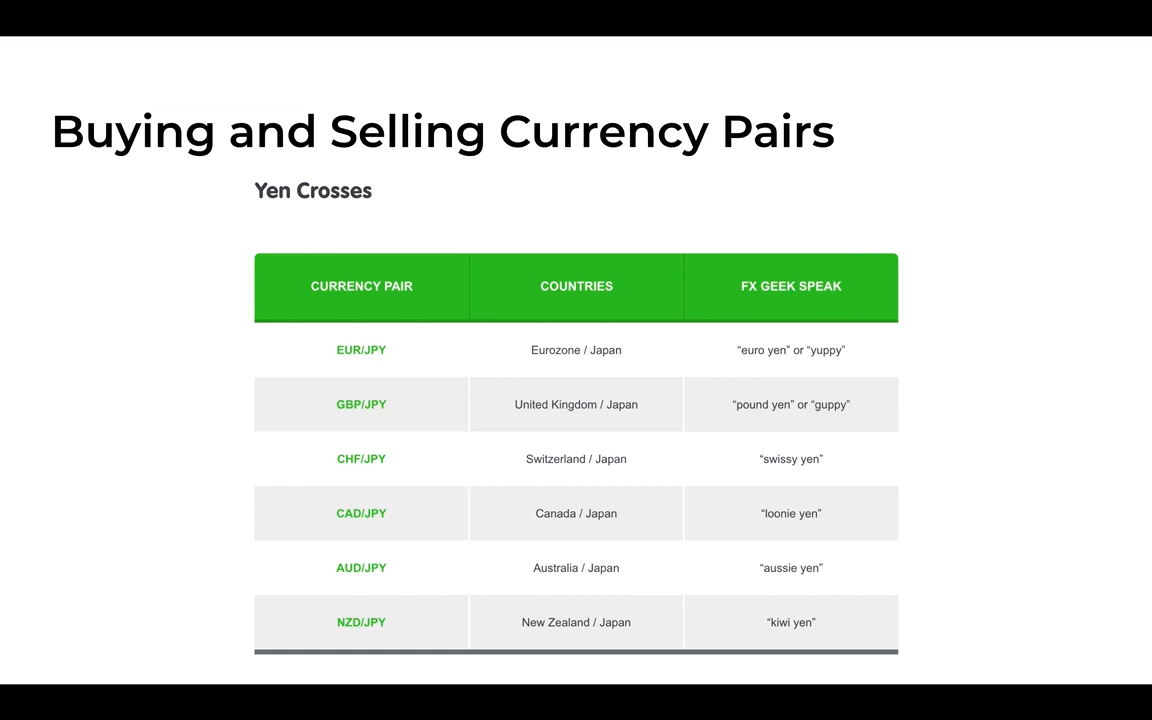 Buying and Selling Currency Pairs
Yen Crosses
CURRENCY PAIR COUNTRIES FX GEEK SPEAK
EUR/JPY Eurozone / Japan “euro yen” or “yuppy”
GBP/JPY United Kingdom / Japan “pound yen” or “guppy”
CHF/JPY Switzerland / Japan “swissy yen”
CAD/JPY Canada / Japan “loonie yen”
AUD/JPY Australia / Japan “aussie yen”
NZD/JPY New Zealand / Japan “kiwi yen”